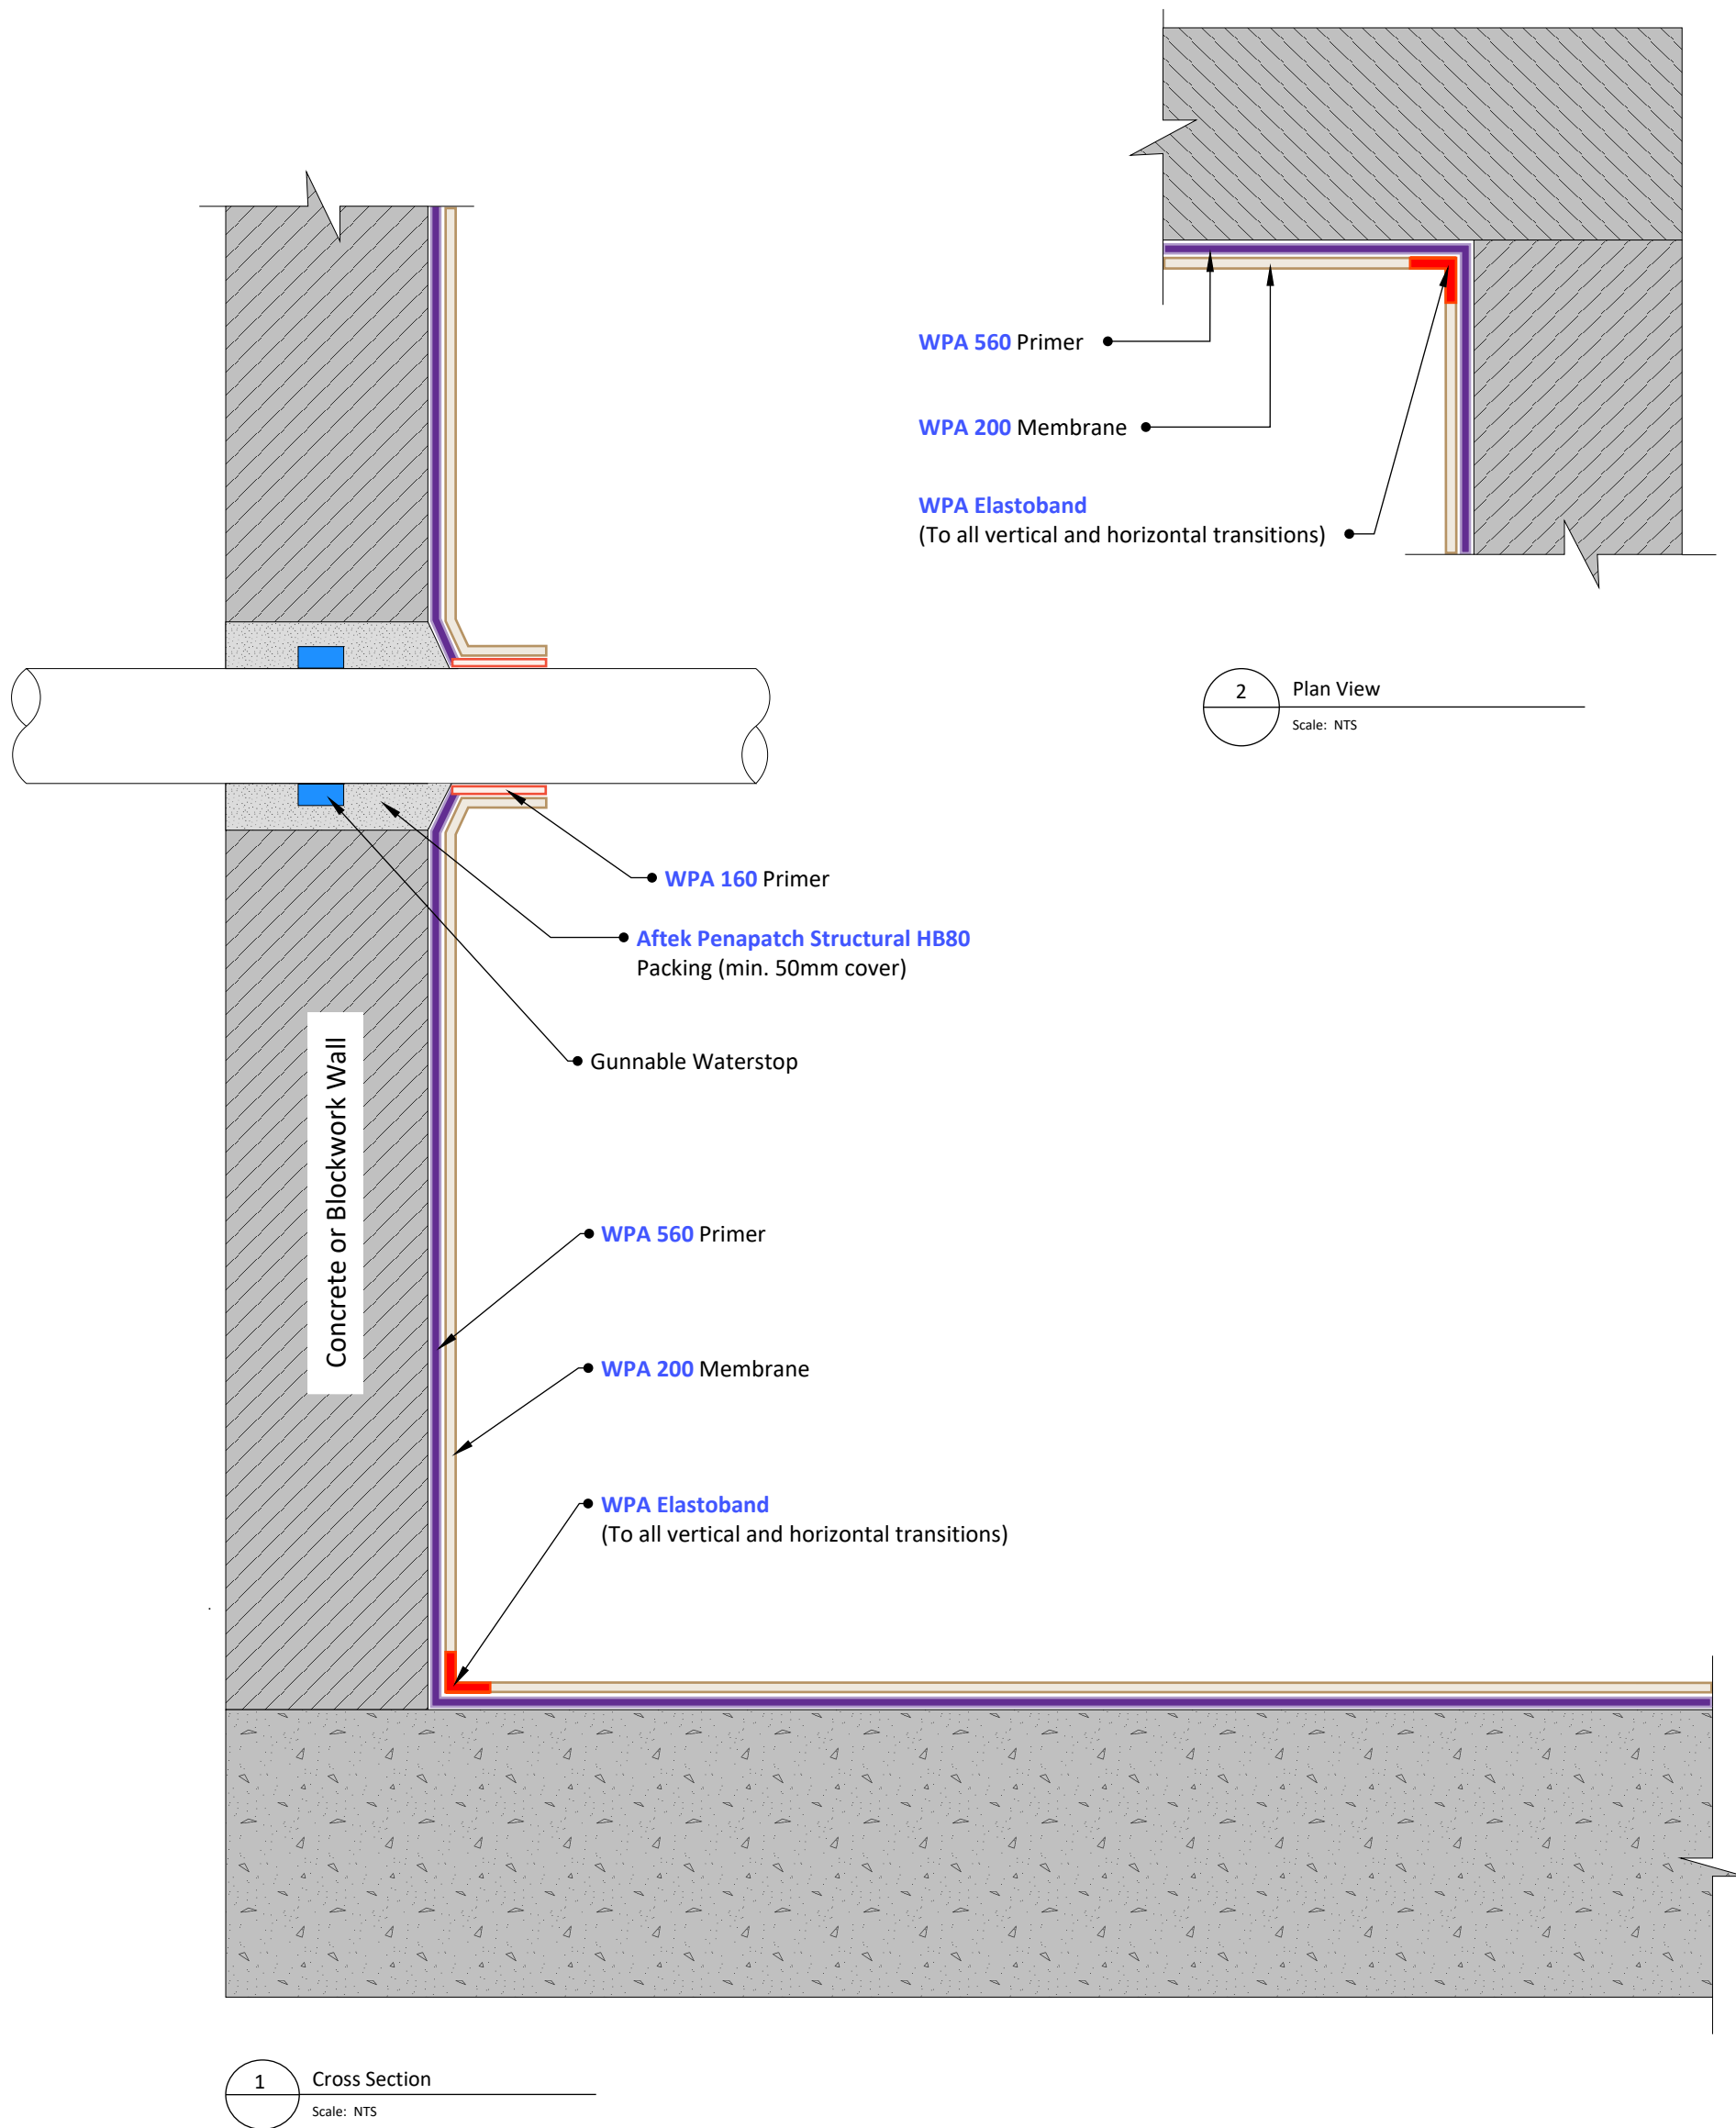 WPA 560 Primer
WPA 200 Membrane
WPA Elastoband
(To all vertical and horizontal transitions)
2
Plan View
Scale: NTS
WPA 160 Primer
Aftek Penapatch Structural HB80
Packing (min. 50mm cover)
Gunnable Waterstop
Concrete or Blockwork Wall
WPA 560 Primer
WPA 200 Membrane
WPA Elastoband
(To all vertical and horizontal transitions)
1
Cross Section
Scale: NTS